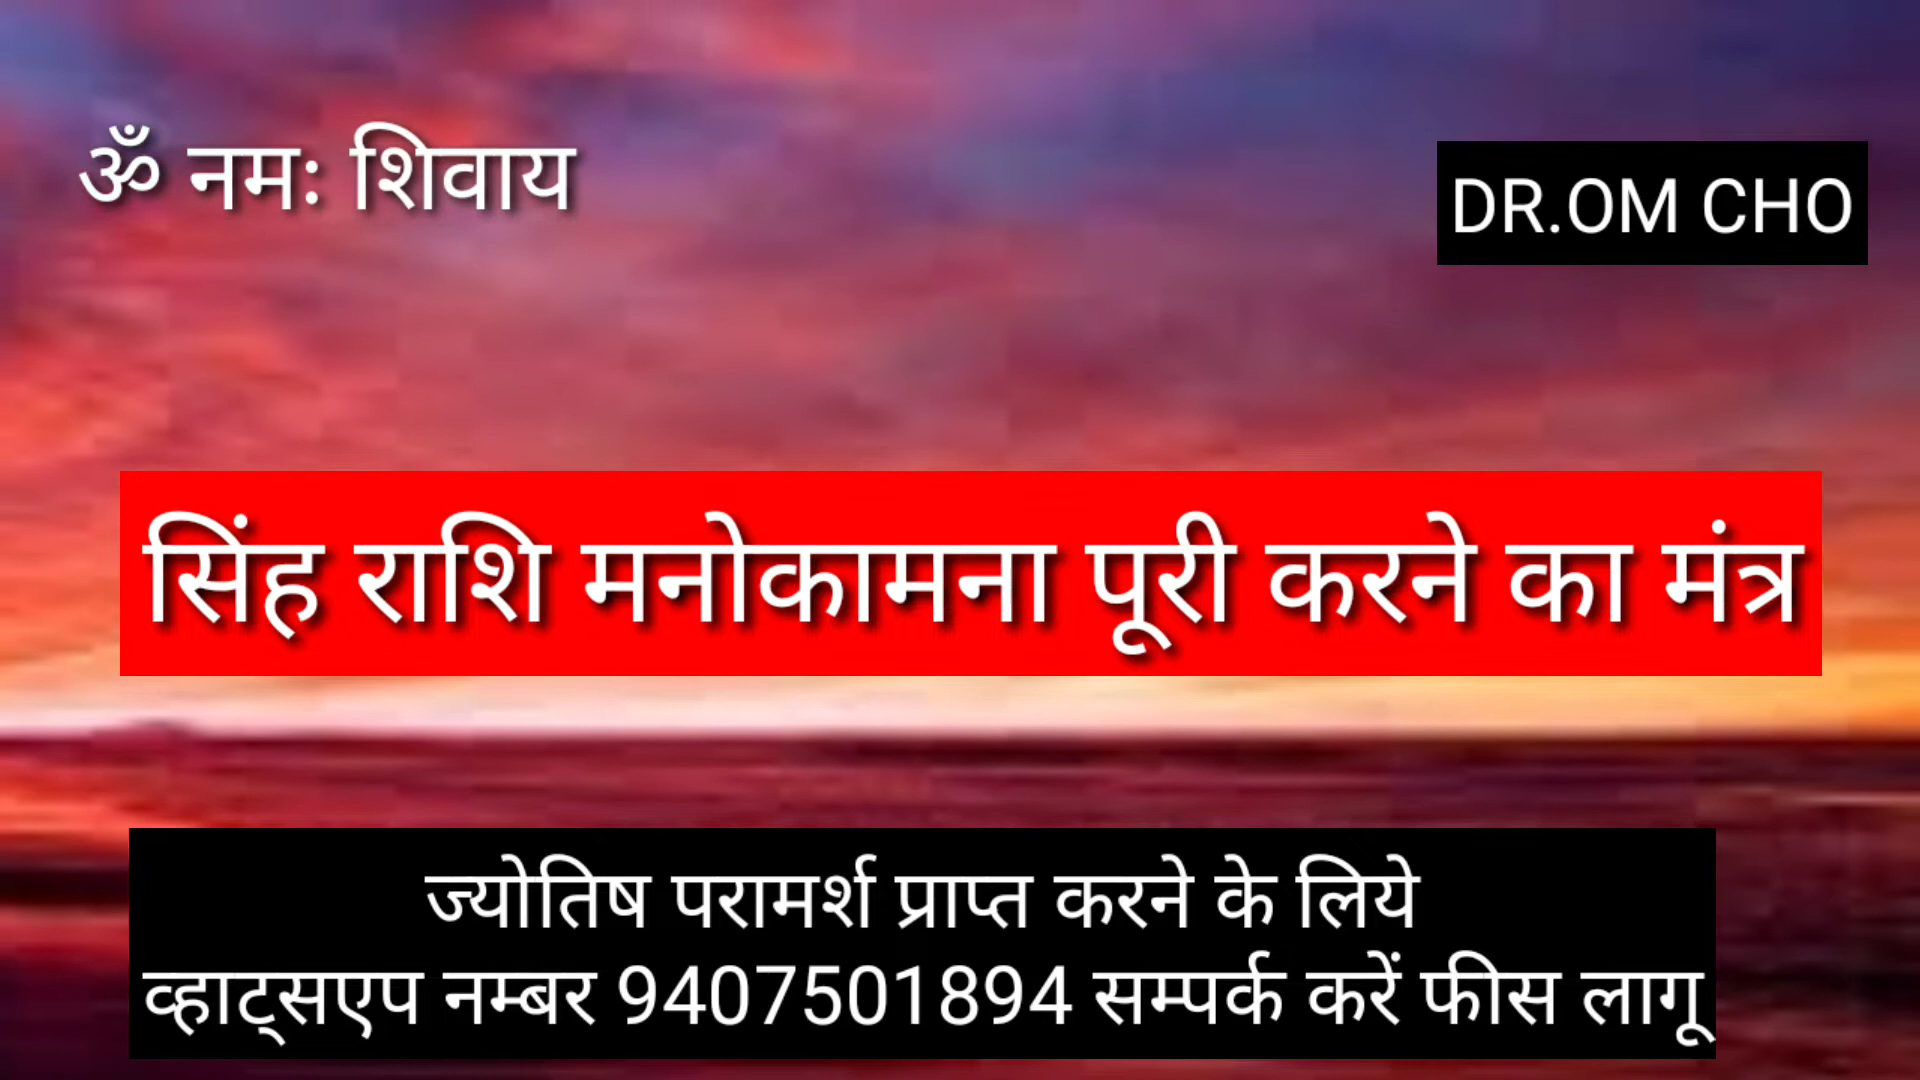 ॐ नमः शिवाय
DR.OM CHO
सिंह राशि मनोकामना पूरी करने का मंत्र
ज्योतिष परामर्श प्राप्त करने के लिये
व्हाट्सएप नम्बर 9407501894 सम्पर्क करें फीस लागू